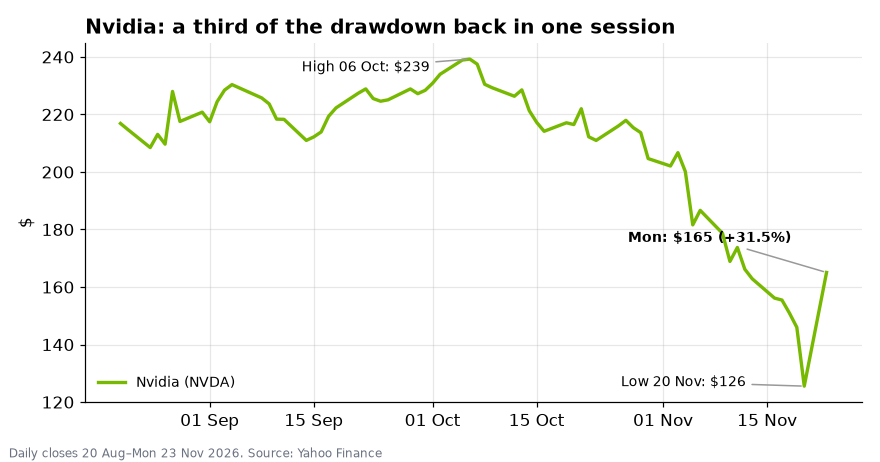 Nvidia: a third of the drawdown back in one session
$
240
220
200
180
160
140
120
High 06 Oct: $239
Mon: $165 (+31.5%)
Low 20 Nov: $126
Nvidia (NVDA)
01 Sep
15 Sep
01 Oct
15 Oct
01 Nov
15 Nov
Daily closes 20 Aug–Mon 23 Nov 2026. Source: Yahoo Finance